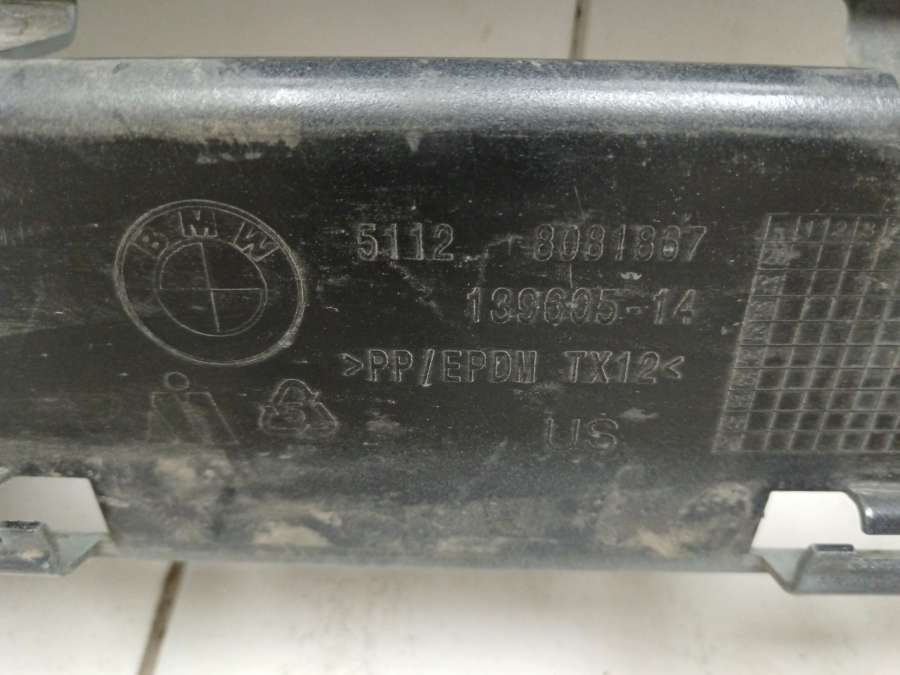 BMW
5112 8081867
139605-14
>PP/EPDM TX12<
US